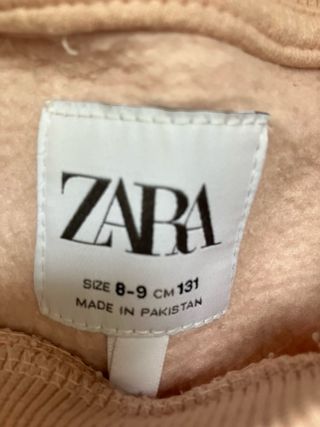 ZARA
SIZE 8-9 CM 131
MADE IN PAKISTAN